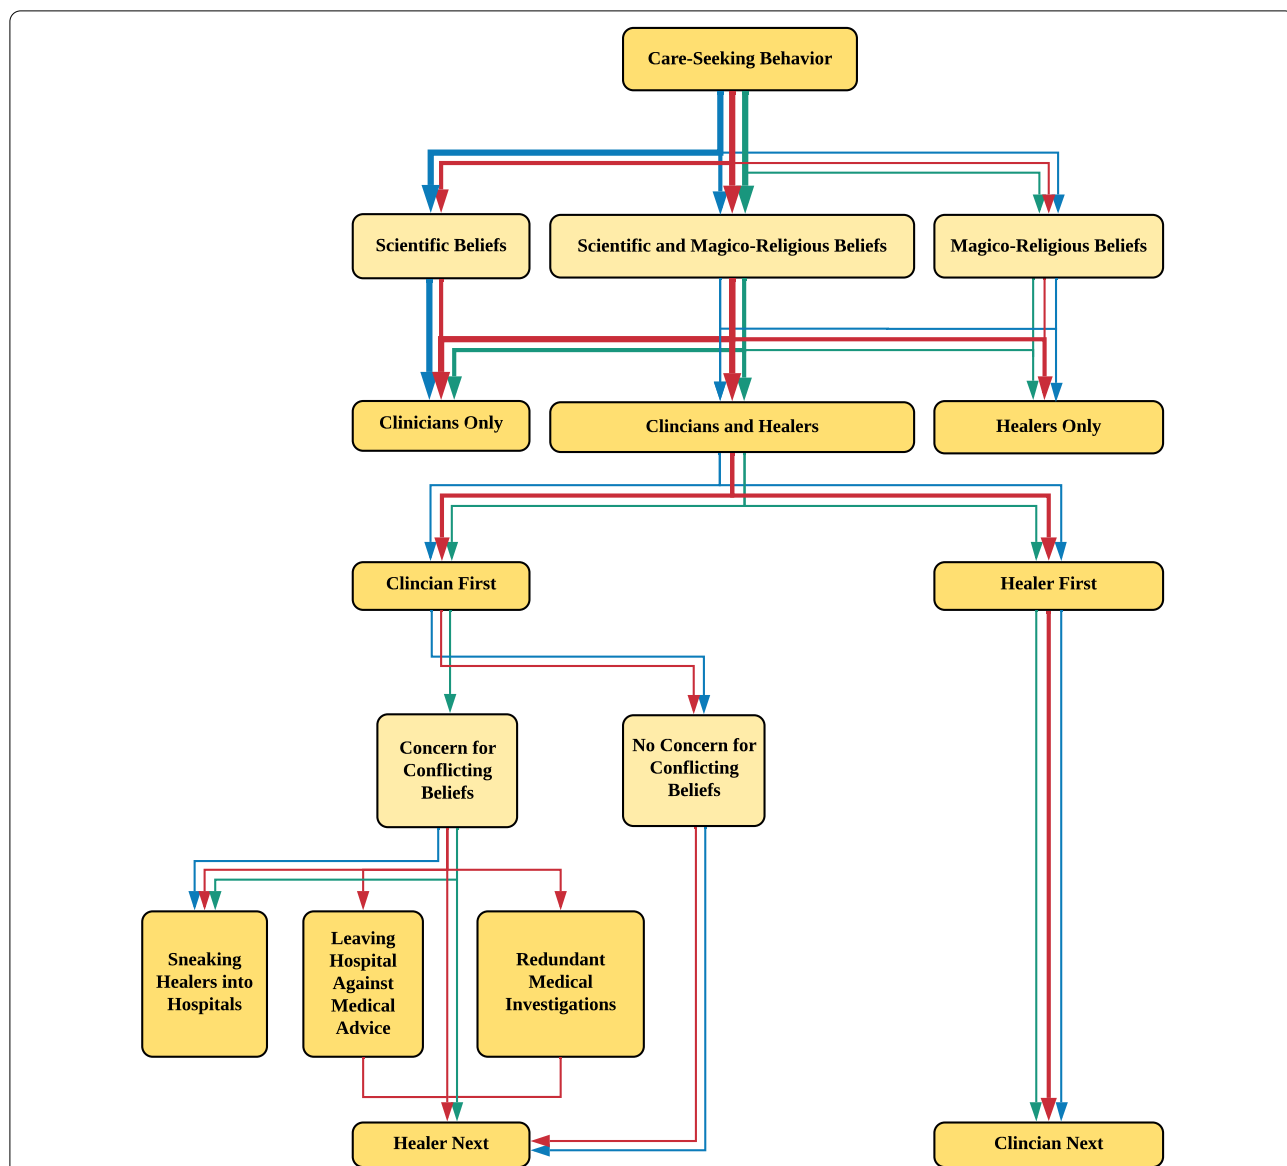 Care-Seeking Behavior
Scientific Beliefs
Scientific and Magico-Religious Beliefs
Magico-Religious Beliefs
Clinicians Only
Clincians and Healers
Healers Only
Clincian First
Healer First
Concern for
Conflicting
Beliefs
No Concern for
Conflicting
Beliefs
Sneaking
Healers into
Hospitals
Leaving
Hospital
Against
Medical
Advice
Redundant
Medical
Investigations
Healer Next
Clincian Next